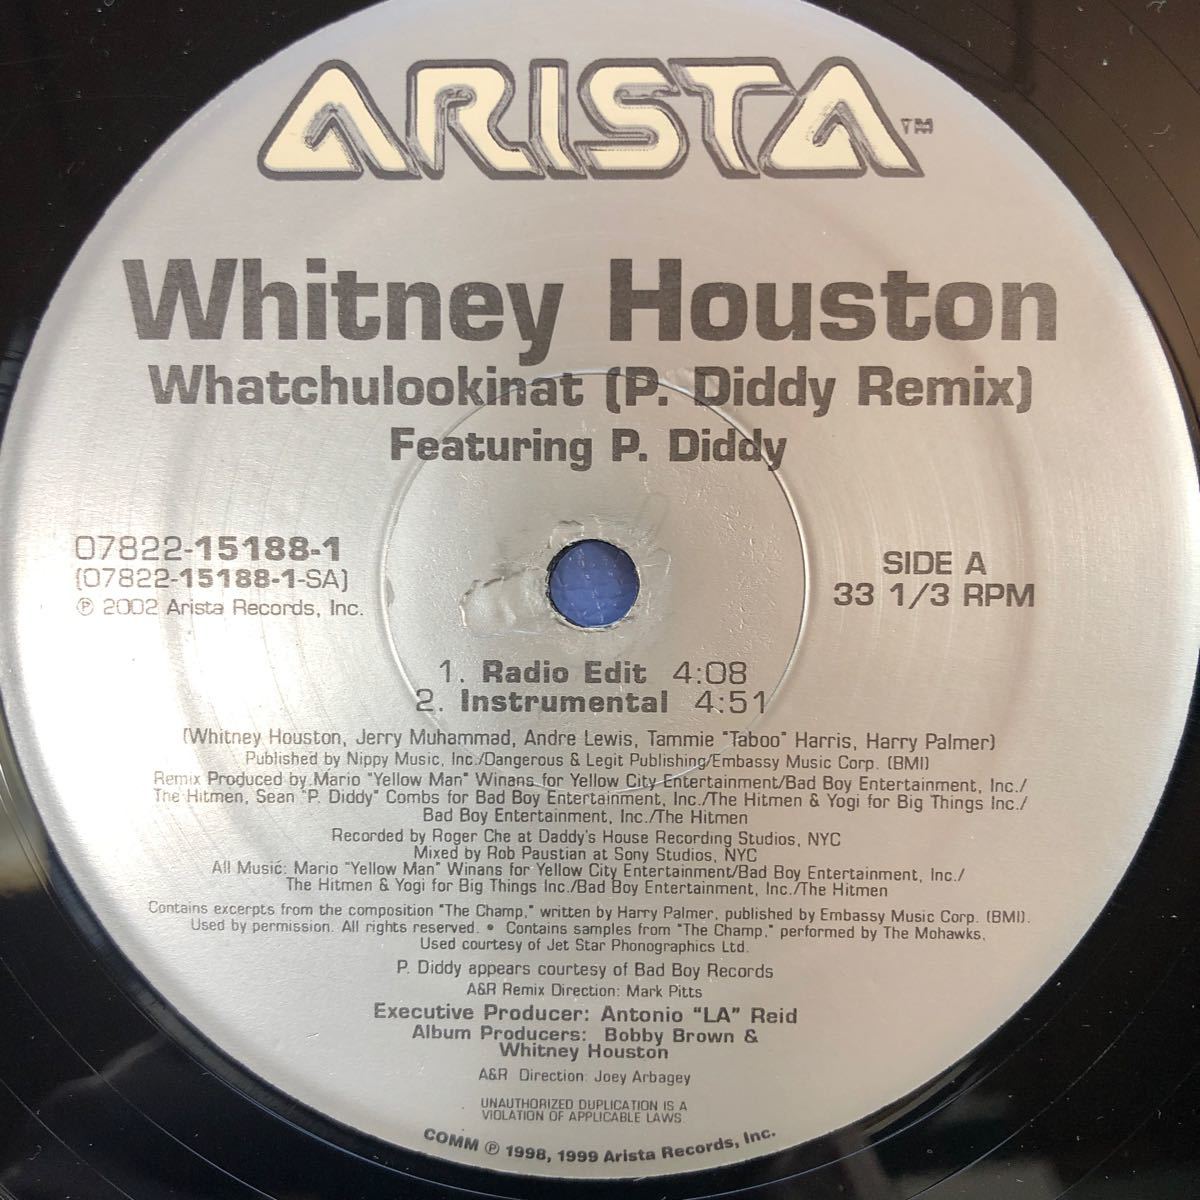 ARISTA™
Whitney Houston
Whatchulookinat (P. Diddy Remix)
Featuring P. Diddy
07822-15188-1
(07822-15188-1-SA)
℗ 2002 Arista Records, Inc.
SIDE A
33 1/3 RPM
1. Radio Edit 4:08
2. Instrumental 4:51
(Whitney Houston, Jerry Muhammad, Andre Lewis, Tammie "Taboo" Harris, Harry Palmer)
Published by Nippy Music, Inc./Dangerous & Legit Publishing/Embassy Music Corp. (BMI)
Remix Produced by Mario "Yellow Man" Winans for Yellow City Entertainment/Bad Boy Entertainment, Inc./
The Hitmen, Sean "P. Diddy" Combs for Bad Boy Entertainment, Inc./The Hitmen & Yogi for Big Things Inc./
Bad Boy Entertainment, Inc./The Hitmen
Recorded by Roger Che at Daddy's House Recording Studios, NYC
Mixed by Rob Paustian at Sony Studios, NYC
All Music: Mario "Yellow Man" Winans for Yellow City Entertainment/Bad Boy Entertainment, Inc./
The Hitmen & Yogi for Big Things Inc./Bad Boy Entertainment, Inc./The Hitmen
Contains excerpts from the composition "The Champ," written by Harry Palmer, published by Embassy Music Corp. (BMI).
Used by permission. All rights reserved. • Contains samples from "The Champ," performed by The Mohawks,
Used courtesy of Jet Star Phonographics Ltd.
P. Diddy appears courtesy of Bad Boy Records
A&R Remix Direction: Mark Pitts
Executive Producer: Antonio "LA" Reid
Album Producers: Bobby Brown &
Whitney Houston
A&R Direction: Joey Arbagey
UNAUTHORIZED DUPLICATION IS A
VIOLATION OF APPLICABLE LAWS.
COMM ℗ 1998, 1999 Arista Records, Inc.